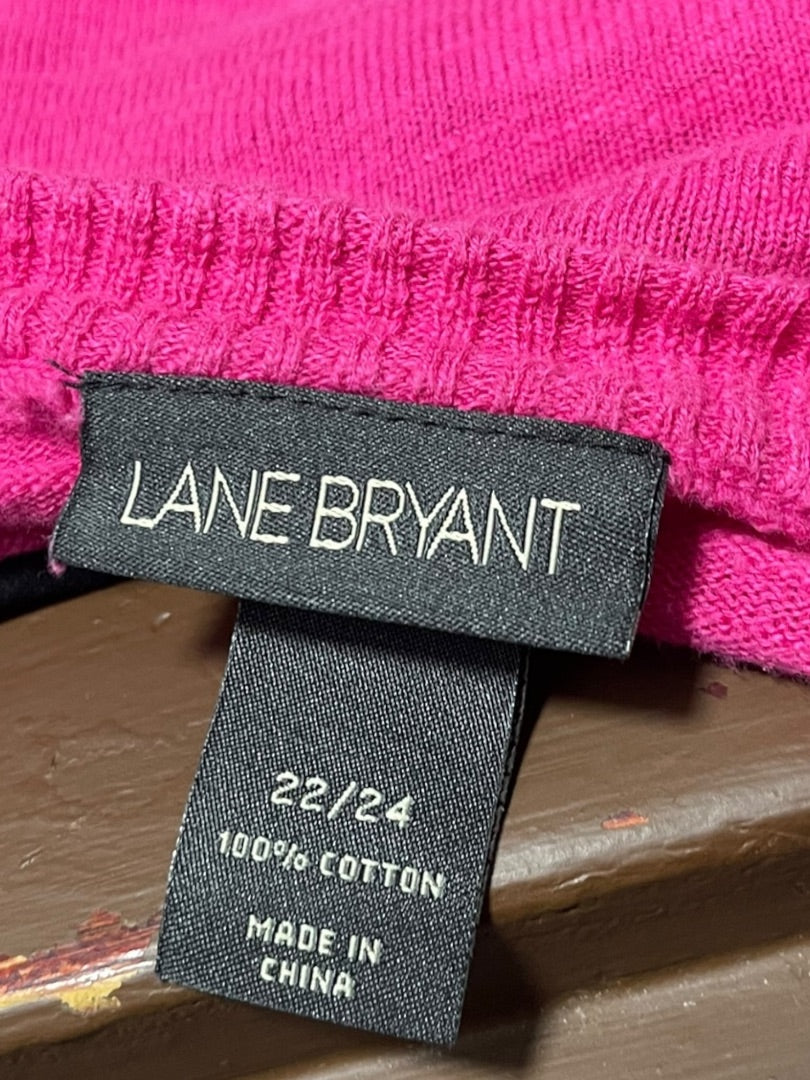 LANE BRYANT
22/24
100% COTTON
MADE IN
CHINA